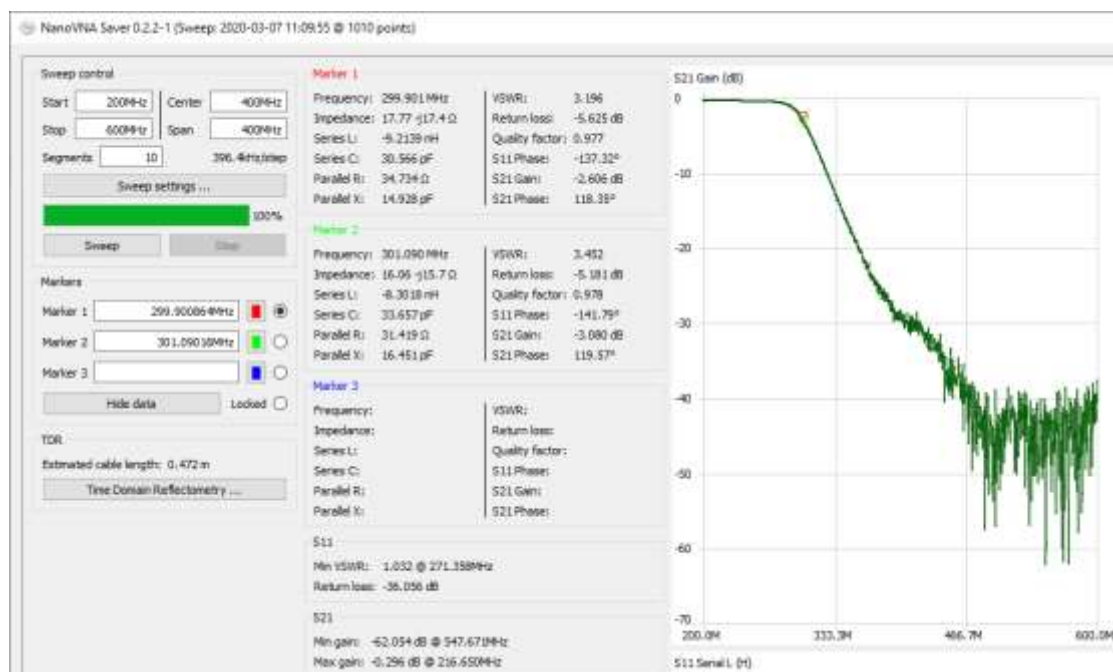 NanoVNA Saver 0.2.2-1 (Sweep: 2020-03-07 11:09:55 @ 1010 points)
Sweep control
Start 200MHz Center 400MHz
Stop 600MHz Span 400MHz
Segments 10 396.4kHz/step
Sweep settings ...
100%
Sweep Stop
Markers
Marker 1 299.900864MHz
Marker 2 301.09018MHz
Marker 3
Hide data Locked
TDR
Estimated cable length: 0.472 m
Time Domain Reflectometry ...
Marker 1
Frequency: 299.901 MHz VSWR: 3.196
Impedance: 17.77 -j17.4 Ω Return loss: -5.625 dB
Series L: -9.2139 nH Quality factor: 0.977
Series C: 30.566 pF S11 Phase: -137.32°
Parallel R: 34.734 Ω S21 Gain: -2.606 dB
Parallel X: 14.928 pF S21 Phase: 118.35°
Marker 2
Frequency: 301.090 MHz VSWR: 3.452
Impedance: 16.06 -j15.7 Ω Return loss: -5.181 dB
Series L: -8.3018 nH Quality factor: 0.978
Series C: 33.657 pF S11 Phase: -141.79°
Parallel R: 31.419 Ω S21 Gain: -3.080 dB
Parallel X: 16.451 pF S21 Phase: 119.57°
Marker 3
Frequency: VSWR:
Impedance: Return loss:
Series L: Quality factor:
Series C: S11 Phase:
Parallel R: S21 Gain:
Parallel X: S21 Phase:
S11
Min VSWR: 1.032 @ 271.358MHz
Return loss: -36.056 dB
S21
Min gain: -62.054 dB @ 547.671MHz
Max gain: -0.296 dB @ 216.650MHz
S21 Gain (dB)
0
-10
-20
-30
-40
-50
-60
-70
200.0M 333.3M 466.7M 600.0M
S11 Serial L (H)